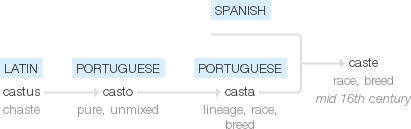 SPANISH
LATIN PORTUGUESE PORTUGUESE caste
castus casto casta race, breed
chaste pure, unmixed lineage, race, mid 16th century
breed